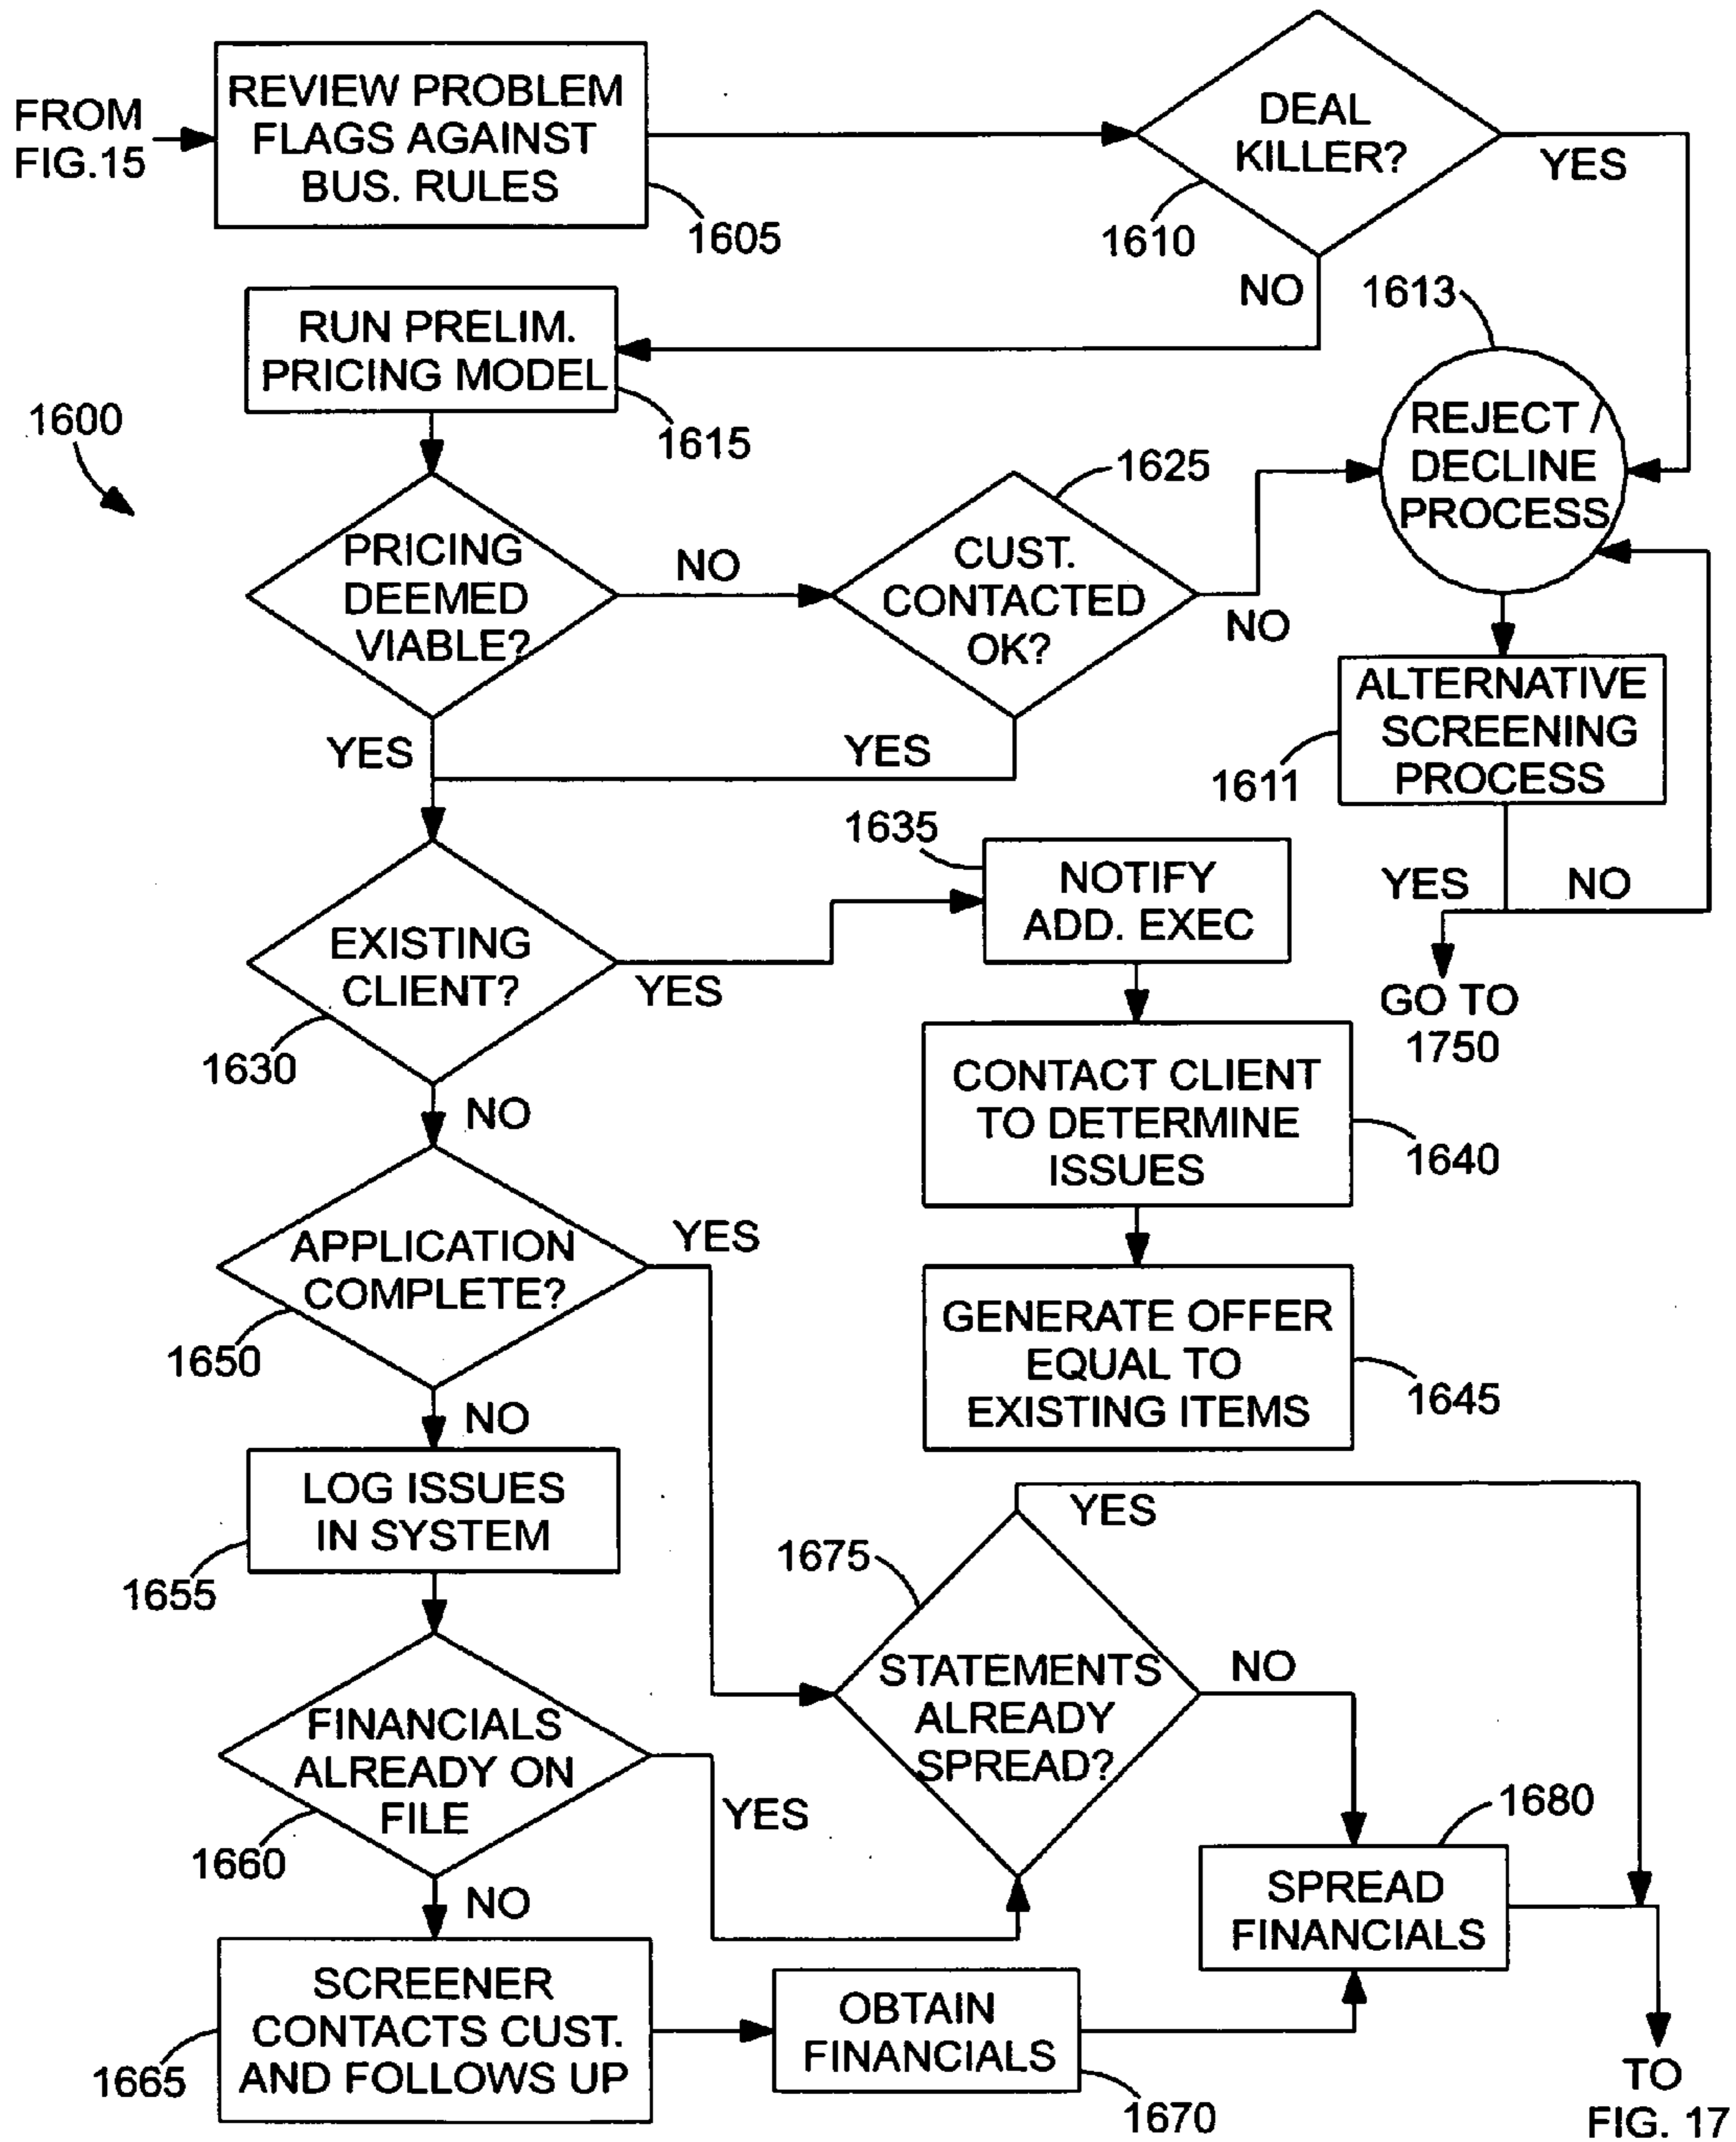 FROM
FIG.15
REVIEW PROBLEM
FLAGS AGAINST
BUS. RULES
1605
DEAL
KILLER?
1610
YES
NO
1613
RUN PRELIM.
PRICING MODEL
1615
1600
REJECT /
DECLINE
PROCESS
PRICING
DEEMED
VIABLE?
NO
1625
CUST.
CONTACTED
OK?
NO
YES
YES
ALTERNATIVE
SCREENING
PROCESS
1611
YES
NO
GO TO
1750
EXISTING
CLIENT?
1630
YES
NO
1635
NOTIFY
ADD. EXEC
CONTACT CLIENT
TO DETERMINE
ISSUES
1640
GENERATE OFFER
EQUAL TO
EXISTING ITEMS
1645
APPLICATION
COMPLETE?
1650
YES
NO
LOG ISSUES
IN SYSTEM
1655
FINANCIALS
ALREADY ON
FILE
1660
YES
NO
1675
STATEMENTS
ALREADY
SPREAD?
YES
NO
1680
SPREAD
FINANCIALS
SCREENER
CONTACTS CUST.
AND FOLLOWS UP
1665
OBTAIN
FINANCIALS
1670
TO
FIG. 17